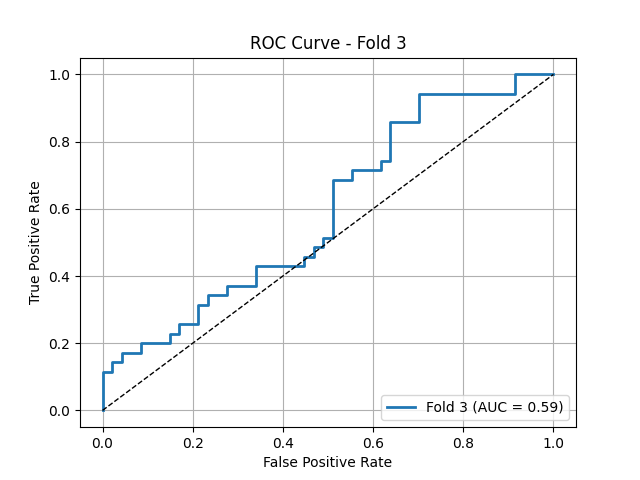 ROC Curve - Fold 3
True Positive Rate
1.0
0.8
0.6
0.4
0.2
0.0
Fold 3 (AUC = 0.59)
0.0 0.2 0.4 0.6 0.8 1.0
False Positive Rate